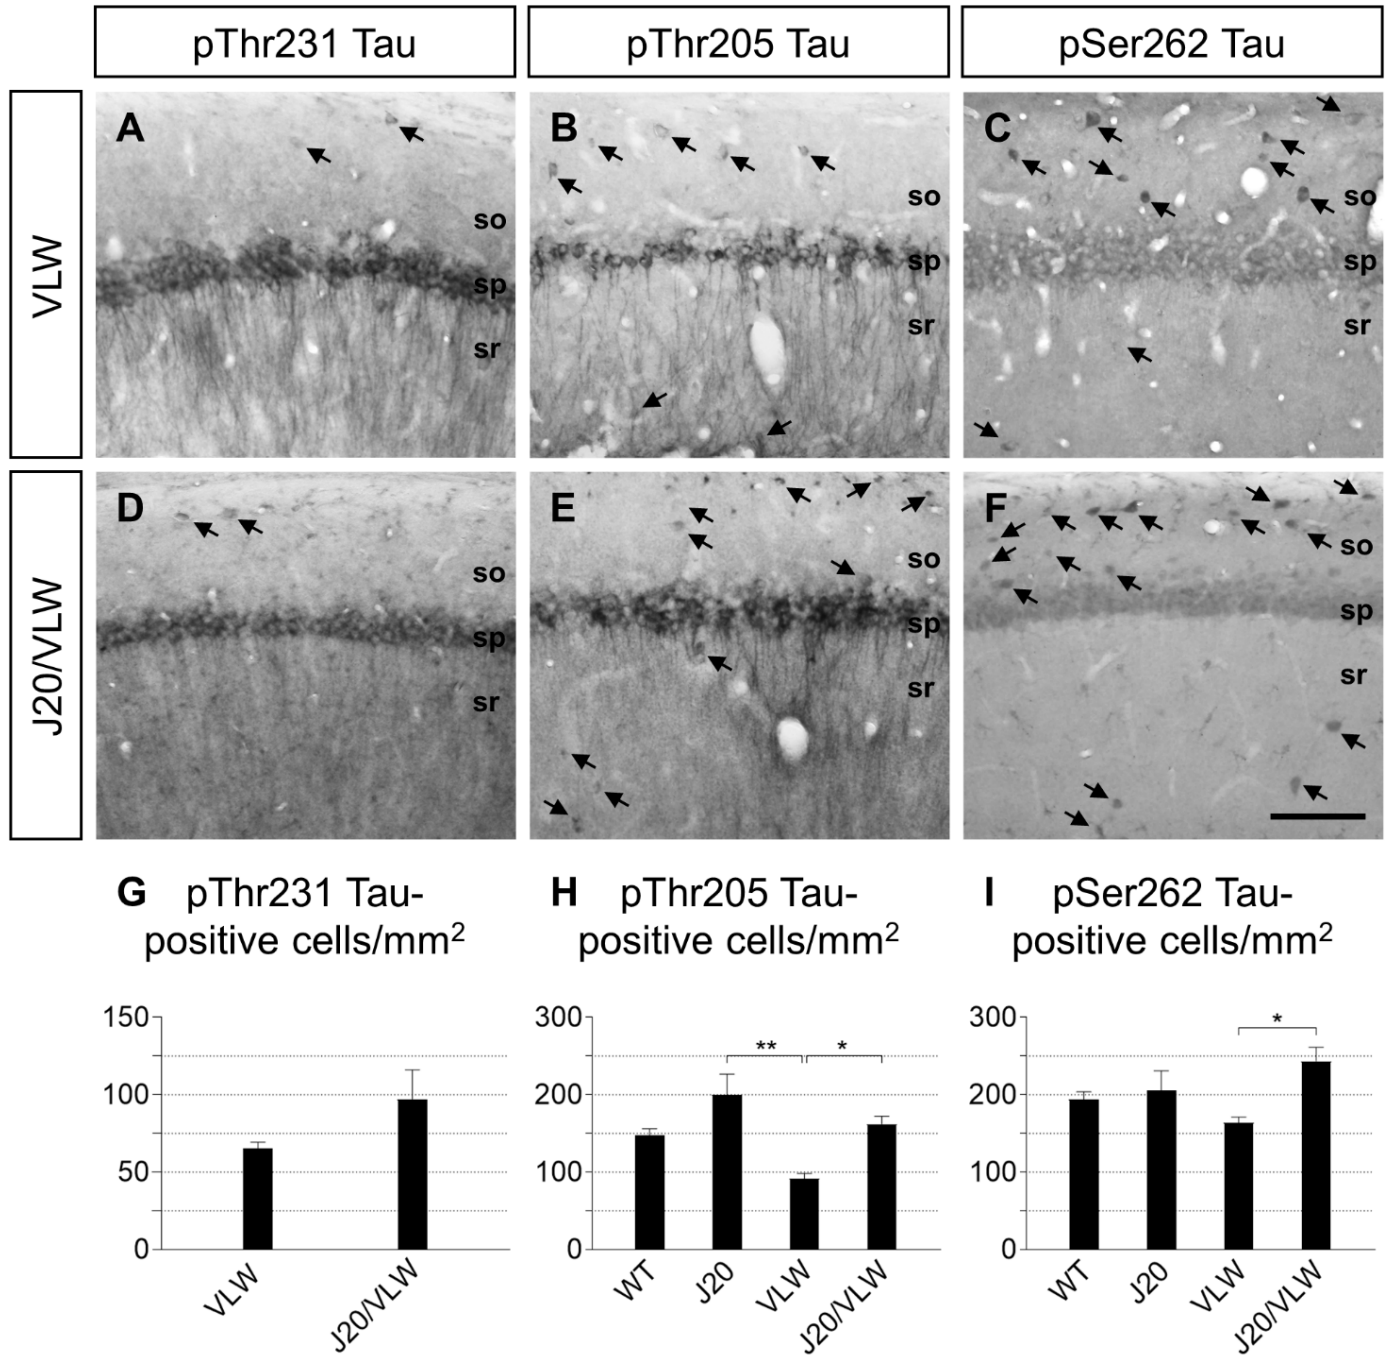 pThr231 Tau
pThr205 Tau
pSer262 Tau
VLW
A
so
sp
sr
B
so
sp
sr
C
so
sp
sr
J20/VLW
D
so
sp
sr
E
so
sp
sr
F
so
sp
sr
G pThr231 Tau-
positive cells/mm²
150
100
50
0
VLW
J20/VLW
H pThr205 Tau-
positive cells/mm²
300
200
100
0
** *
WT
J20
VLW
J20/VLW
I pSer262 Tau-
positive cells/mm²
300
200
100
0
*
WT
J20
VLW
J20/VLW